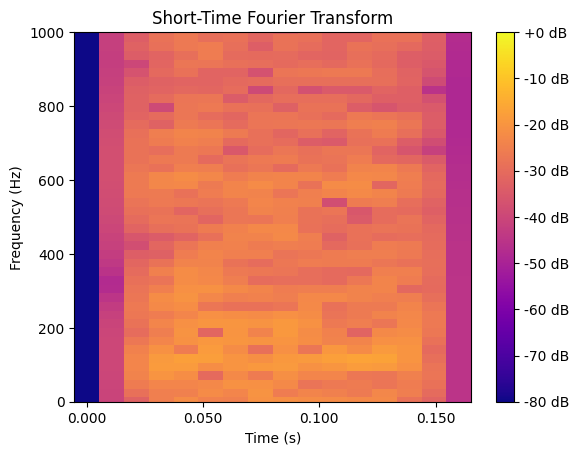 Short-Time Fourier Transform
1000
800
600
400
200
0
Frequency (Hz)
0.000
0.050
0.100
0.150
Time (s)
+0 dB
-10 dB
-20 dB
-30 dB
-40 dB
-50 dB
-60 dB
-70 dB
-80 dB